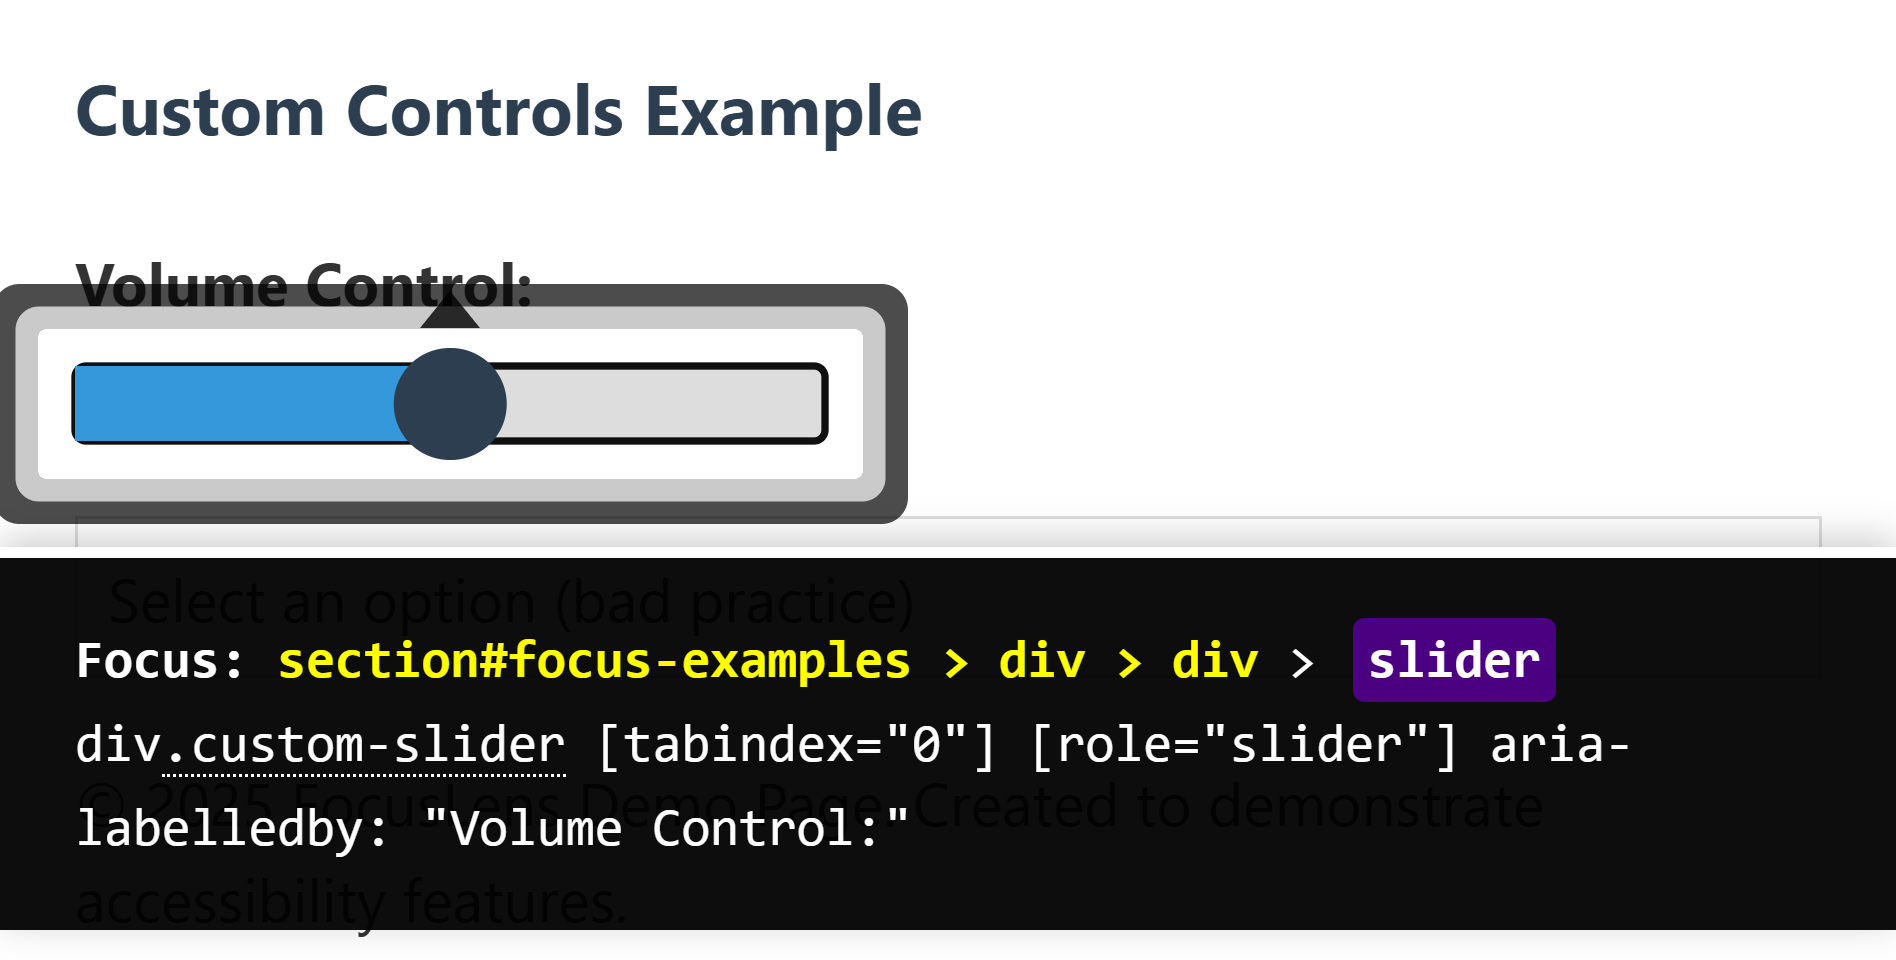 Custom Controls Example
Volume Control:
Select an option (bad practice)
Focus: section#focus-examples > div > div > slider
div.custom-slider [tabindex="0"] [role="slider"] aria-
© 2025 FocusLens Demo Page. Created to demonstrate
labelledby: "Volume Control:"
accessibility features.